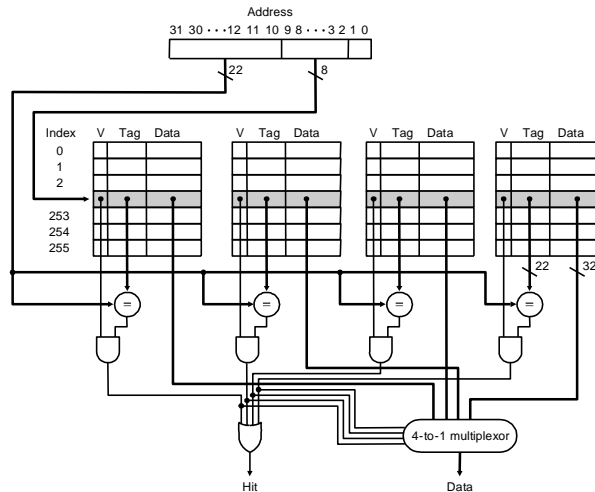 Address
31 30 ···12 11 10 9 8 ···3 2 1 0
22
8
Index V Tag Data V Tag Data V Tag Data V Tag Data
0
1
2
253
254
255
22
32
= = = =
4-to-1 multiplexor
Hit Data